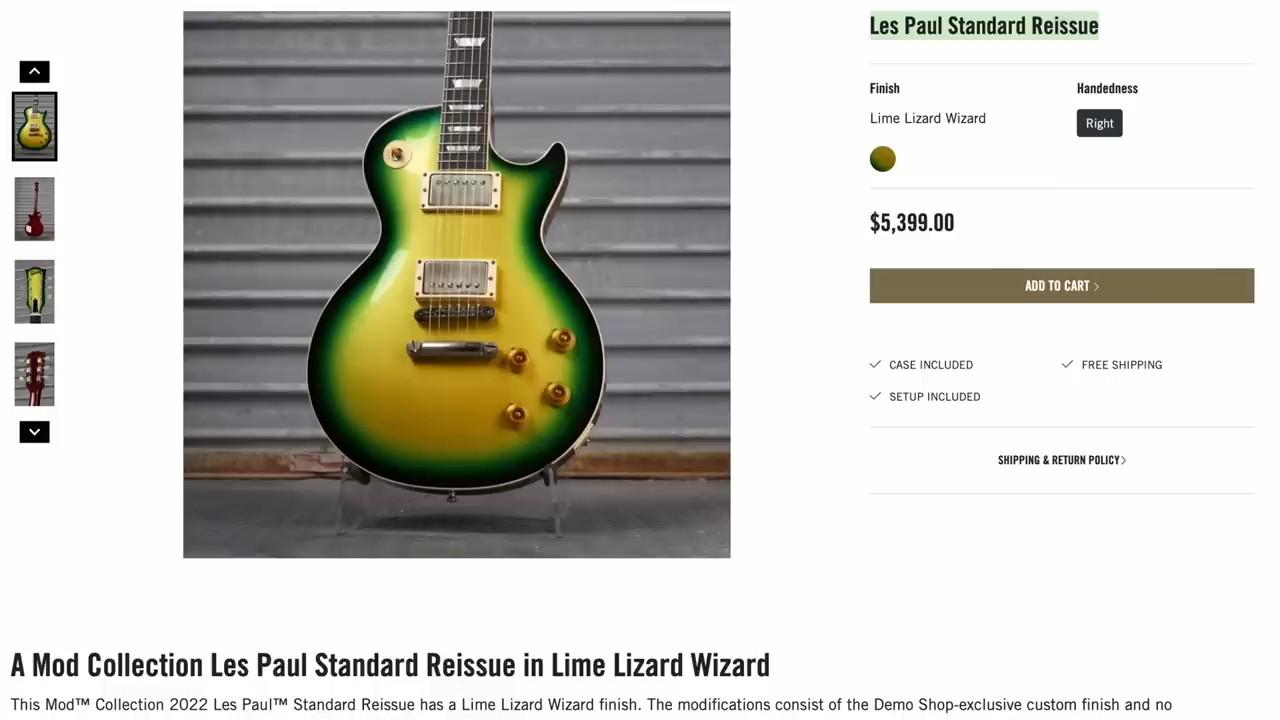 Les Paul Standard Reissue
Finish
Handedness
Lime Lizard Wizard
Right
$5,399.00
ADD TO CART
CASE INCLUDED
FREE SHIPPING
SETUP INCLUDED
SHIPPING & RETURN POLICY
A Mod Collection Les Paul Standard Reissue in Lime Lizard Wizard
This Mod™ Collection 2022 Les Paul™ Standard Reissue has a Lime Lizard Wizard finish. The modifications consist of the Demo Shop-exclusive custom finish and no